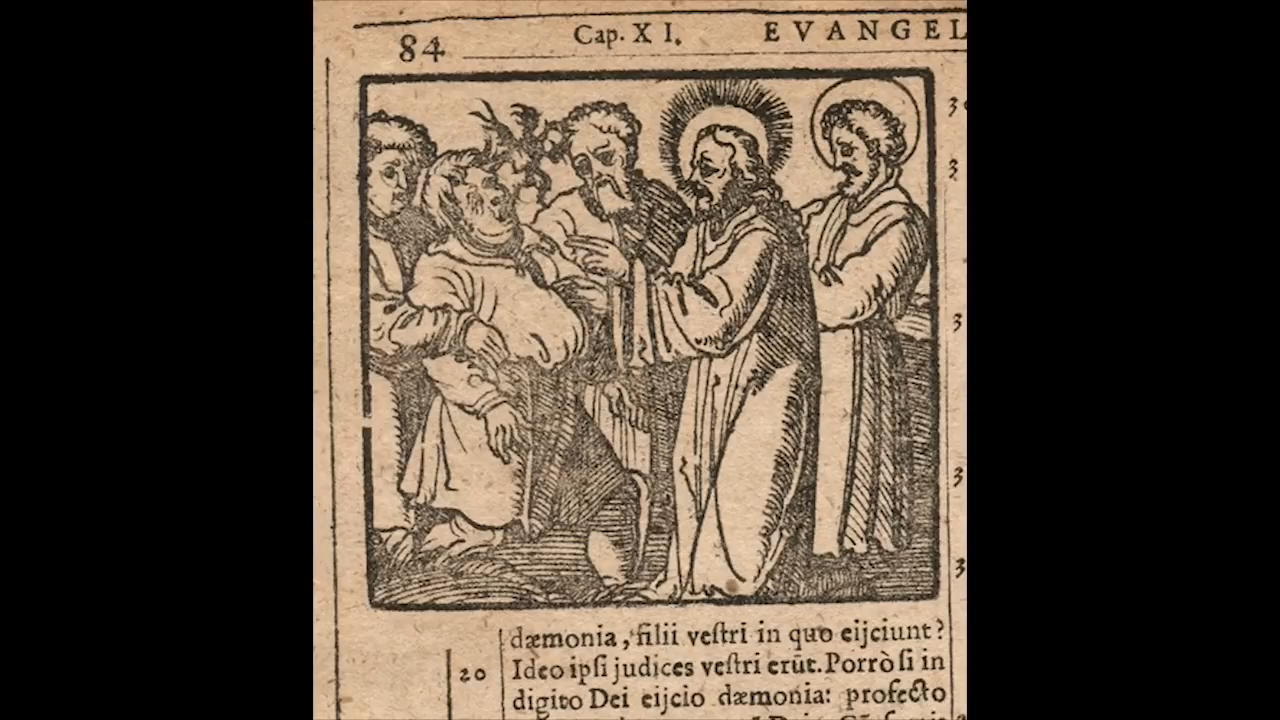 84 Cap. XI. EVANGEL
dæmonia, filii veſtri in quo eijciunt?
20 Ideo ipſi judices veſtri erūt. Porrò ſi in
digito Dei eijcio dæmonia: profecto